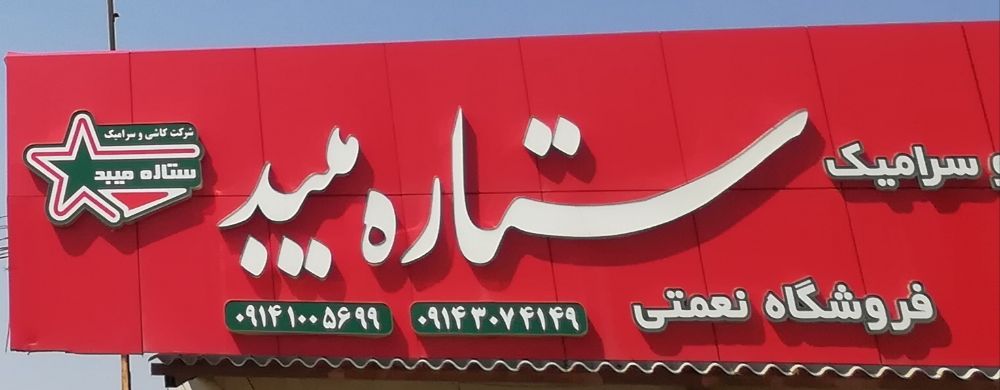 و سرامیک
ستاره میبد
شرکت کاشی و سرامیک
ستاره میبد
فروشگاه نعمتی
۰۹۱۴۳۰۷۴۱۴۹
۰۹۱۴۱۰۰۵۶۹۹